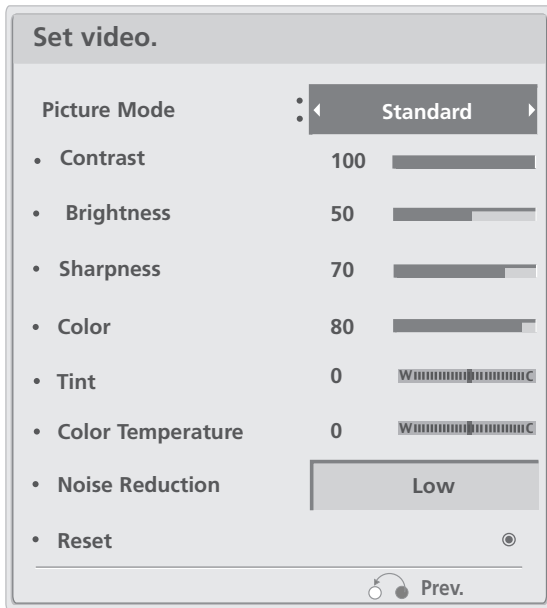 Set video.
Picture Mode : Standard
• Contrast 100
• Brightness 50
• Sharpness 70
• Color 80
• Tint 0 W C
• Color Temperature 0 W C
• Noise Reduction Low
• Reset
Prev.